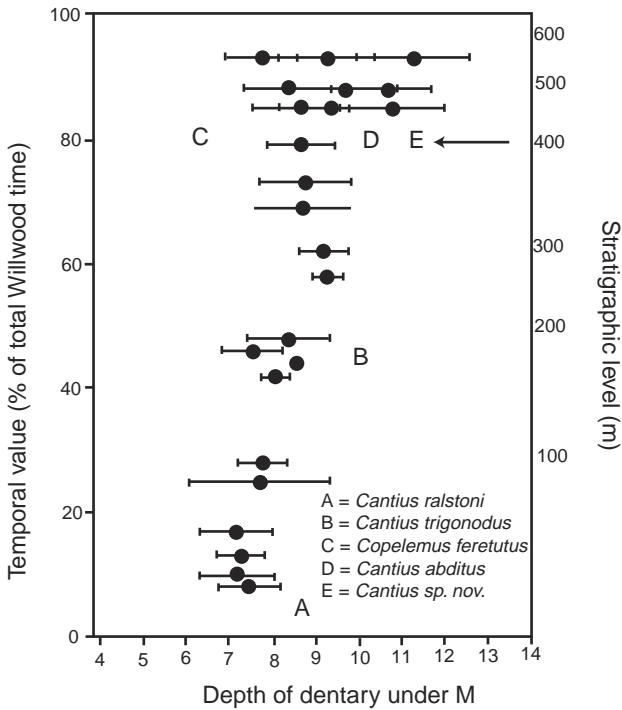 100
80
60
40
20
0
Temporal value (% of total Willwood time)
C
D
E
B
A
600
500
400
300
200
100
Stratigraphic level (m)
A = Cantius ralstoni
B = Cantius trigonodus
C = Copelemus feretutus
D = Cantius abditus
E = Cantius sp. nov.
4 5 6 7 8 9 10 11 12 13 14
Depth of dentary under M